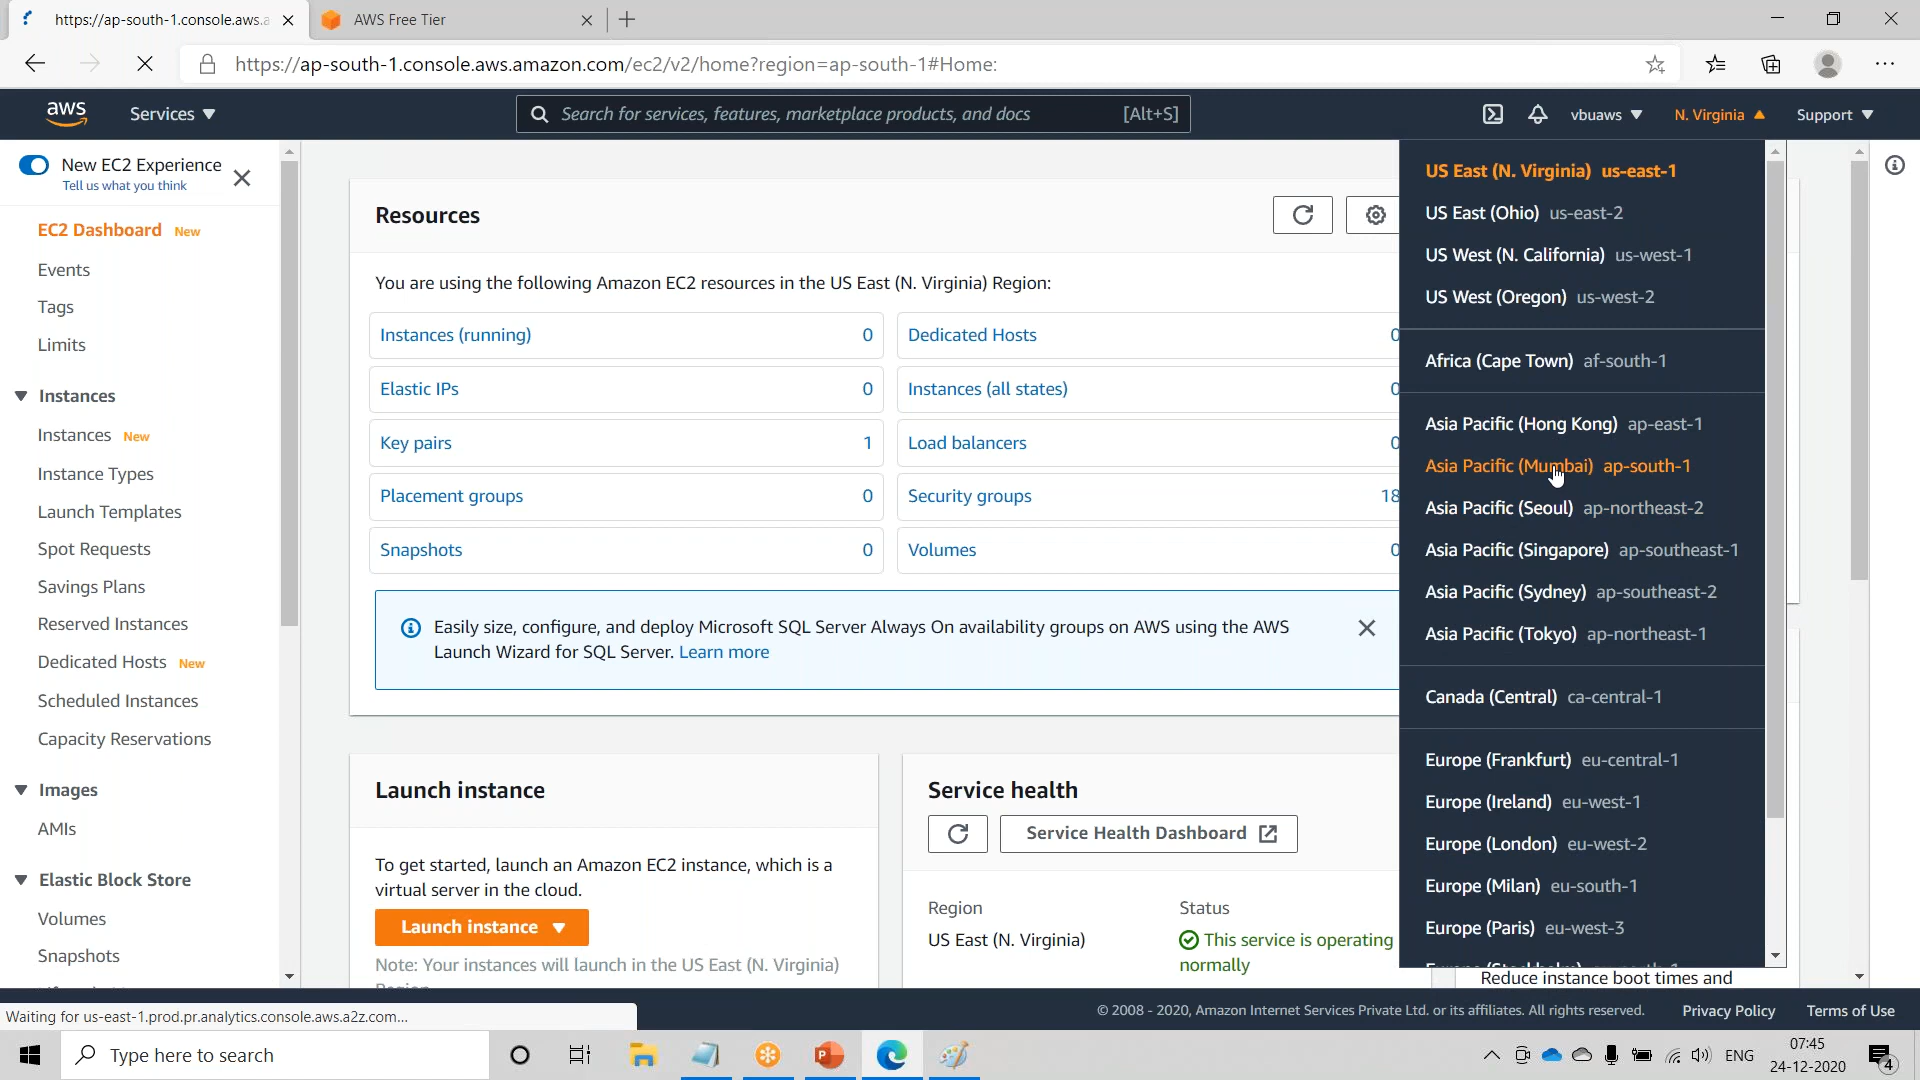 https://ap-south-1.console.aws.a
AWS Free Tier
https://ap-south-1.console.aws.amazon.com/ec2/v2/home?region=ap-south-1#Home:
aws
Services
Search for services, features, marketplace products, and docs [Alt+S]
vbuaws
N. Virginia
Support
New EC2 Experience
Tell us what you think
EC2 Dashboard New
Events
Tags
Limits
Instances
Instances New
Instance Types
Launch Templates
Spot Requests
Savings Plans
Reserved Instances
Dedicated Hosts New
Scheduled Instances
Capacity Reservations
Images
AMIs
Elastic Block Store
Volumes
Snapshots
Resources
You are using the following Amazon EC2 resources in the US East (N. Virginia) Region:
Instances (running) 0
Dedicated Hosts 0
Elastic IPs 0
Instances (all states) 0
Key pairs 1
Load balancers 0
Placement groups 0
Security groups 18
Snapshots 0
Volumes 0
Easily size, configure, and deploy Microsoft SQL Server Always On availability groups on AWS using the AWS
Launch Wizard for SQL Server. Learn more
Launch instance
To get started, launch an Amazon EC2 instance, which is a
virtual server in the cloud.
Launch instance
Note: Your instances will launch in the US East (N. Virginia)
Region
Service health
Service Health Dashboard
Region
US East (N. Virginia)
Status
This service is operating
normally
US East (N. Virginia) us-east-1
US East (Ohio) us-east-2
US West (N. California) us-west-1
US West (Oregon) us-west-2
Africa (Cape Town) af-south-1
Asia Pacific (Hong Kong) ap-east-1
Asia Pacific (Mumbai) ap-south-1
Asia Pacific (Seoul) ap-northeast-2
Asia Pacific (Singapore) ap-southeast-1
Asia Pacific (Sydney) ap-southeast-2
Asia Pacific (Tokyo) ap-northeast-1
Canada (Central) ca-central-1
Europe (Frankfurt) eu-central-1
Europe (Ireland) eu-west-1
Europe (London) eu-west-2
Europe (Milan) eu-south-1
Europe (Paris) eu-west-3
Reduce instance boot times and
Waiting for us-east-1.prod.pr.analytics.console.aws.a2z.com...
© 2008 - 2020, Amazon Internet Services Private Ltd. or its affiliates. All rights reserved.
Privacy Policy
Terms of Use
Type here to search
ENG
07:45
24-12-2020
4